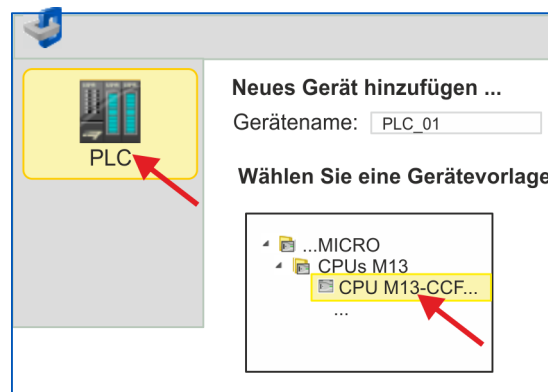 PLC
Neues Gerät hinzufügen ...
Gerätename: PLC_01
Wählen Sie eine Gerätevorlage
...MICRO
CPUs M13
CPU M13-CCF...
...